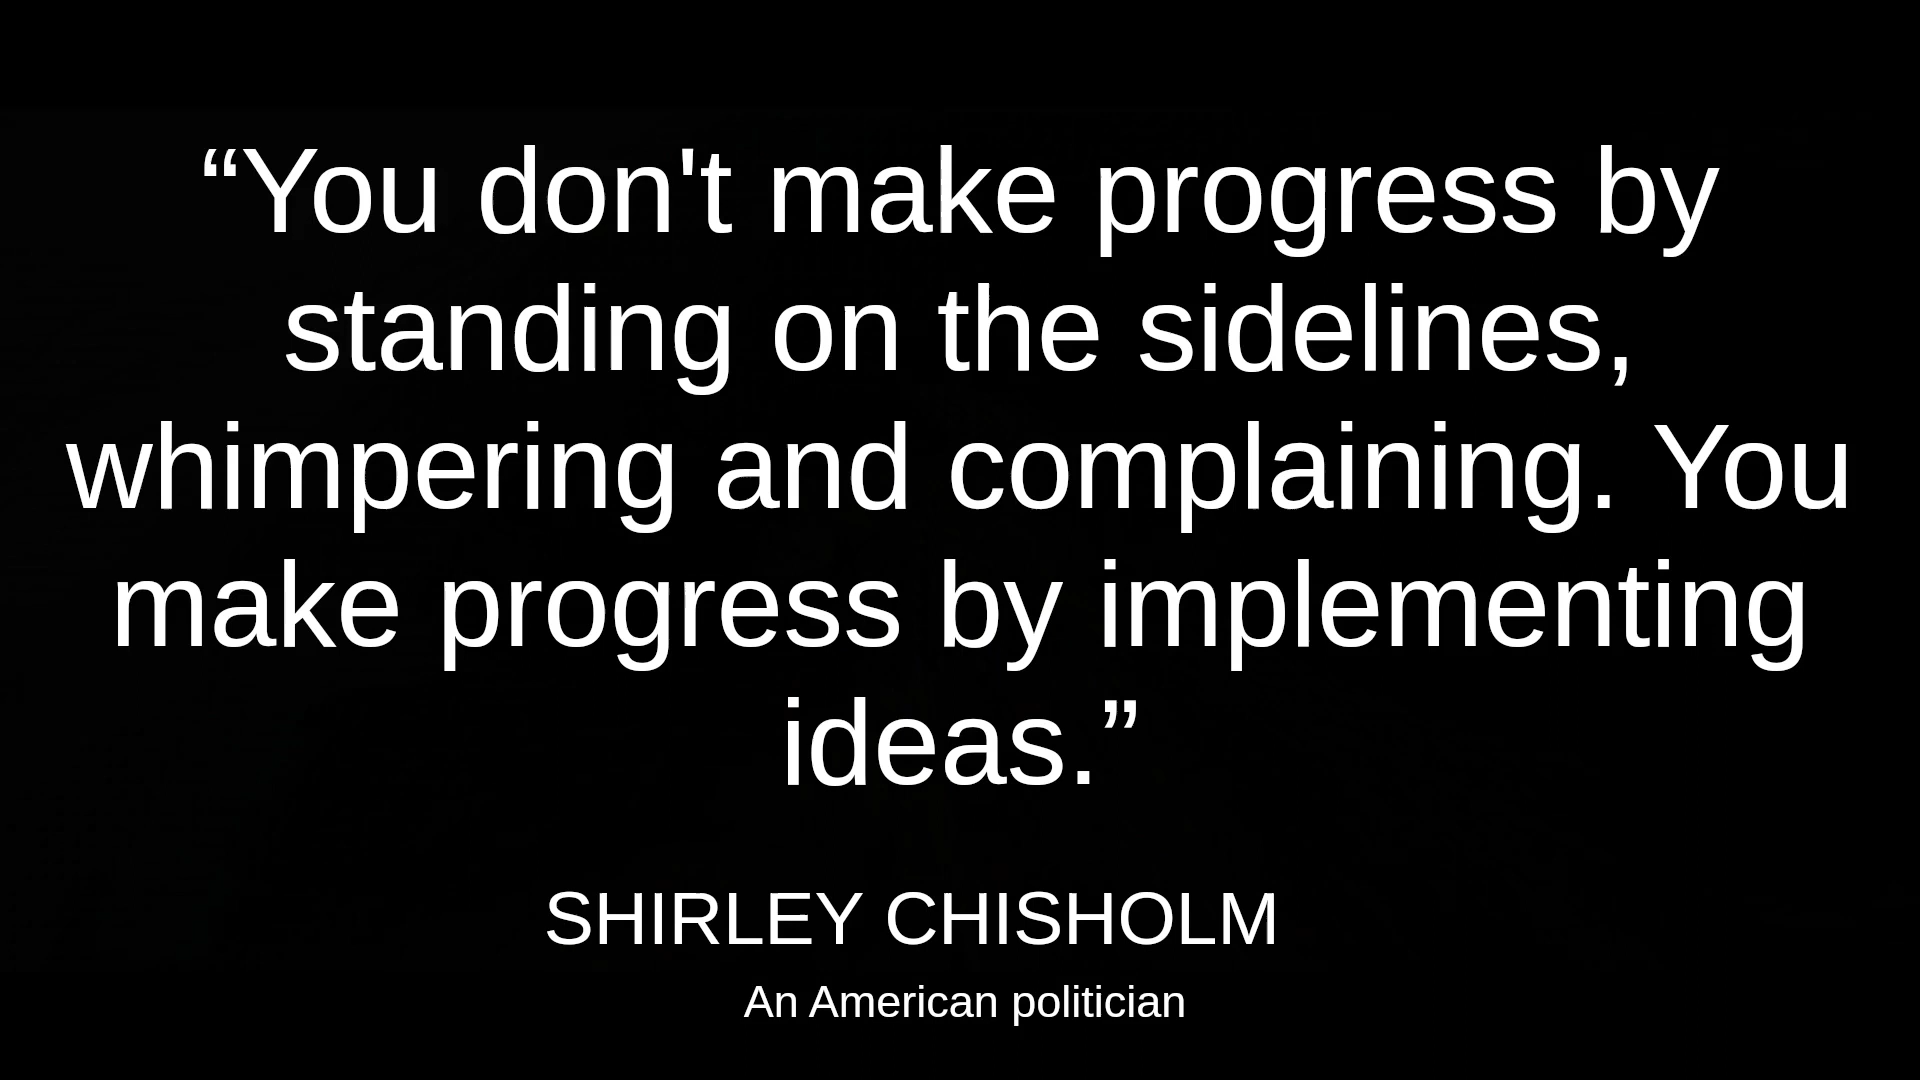 “You don't make progress by
standing on the sidelines,
whimpering and complaining. You
make progress by implementing
ideas.”
SHIRLEY CHISHOLM
An American politician